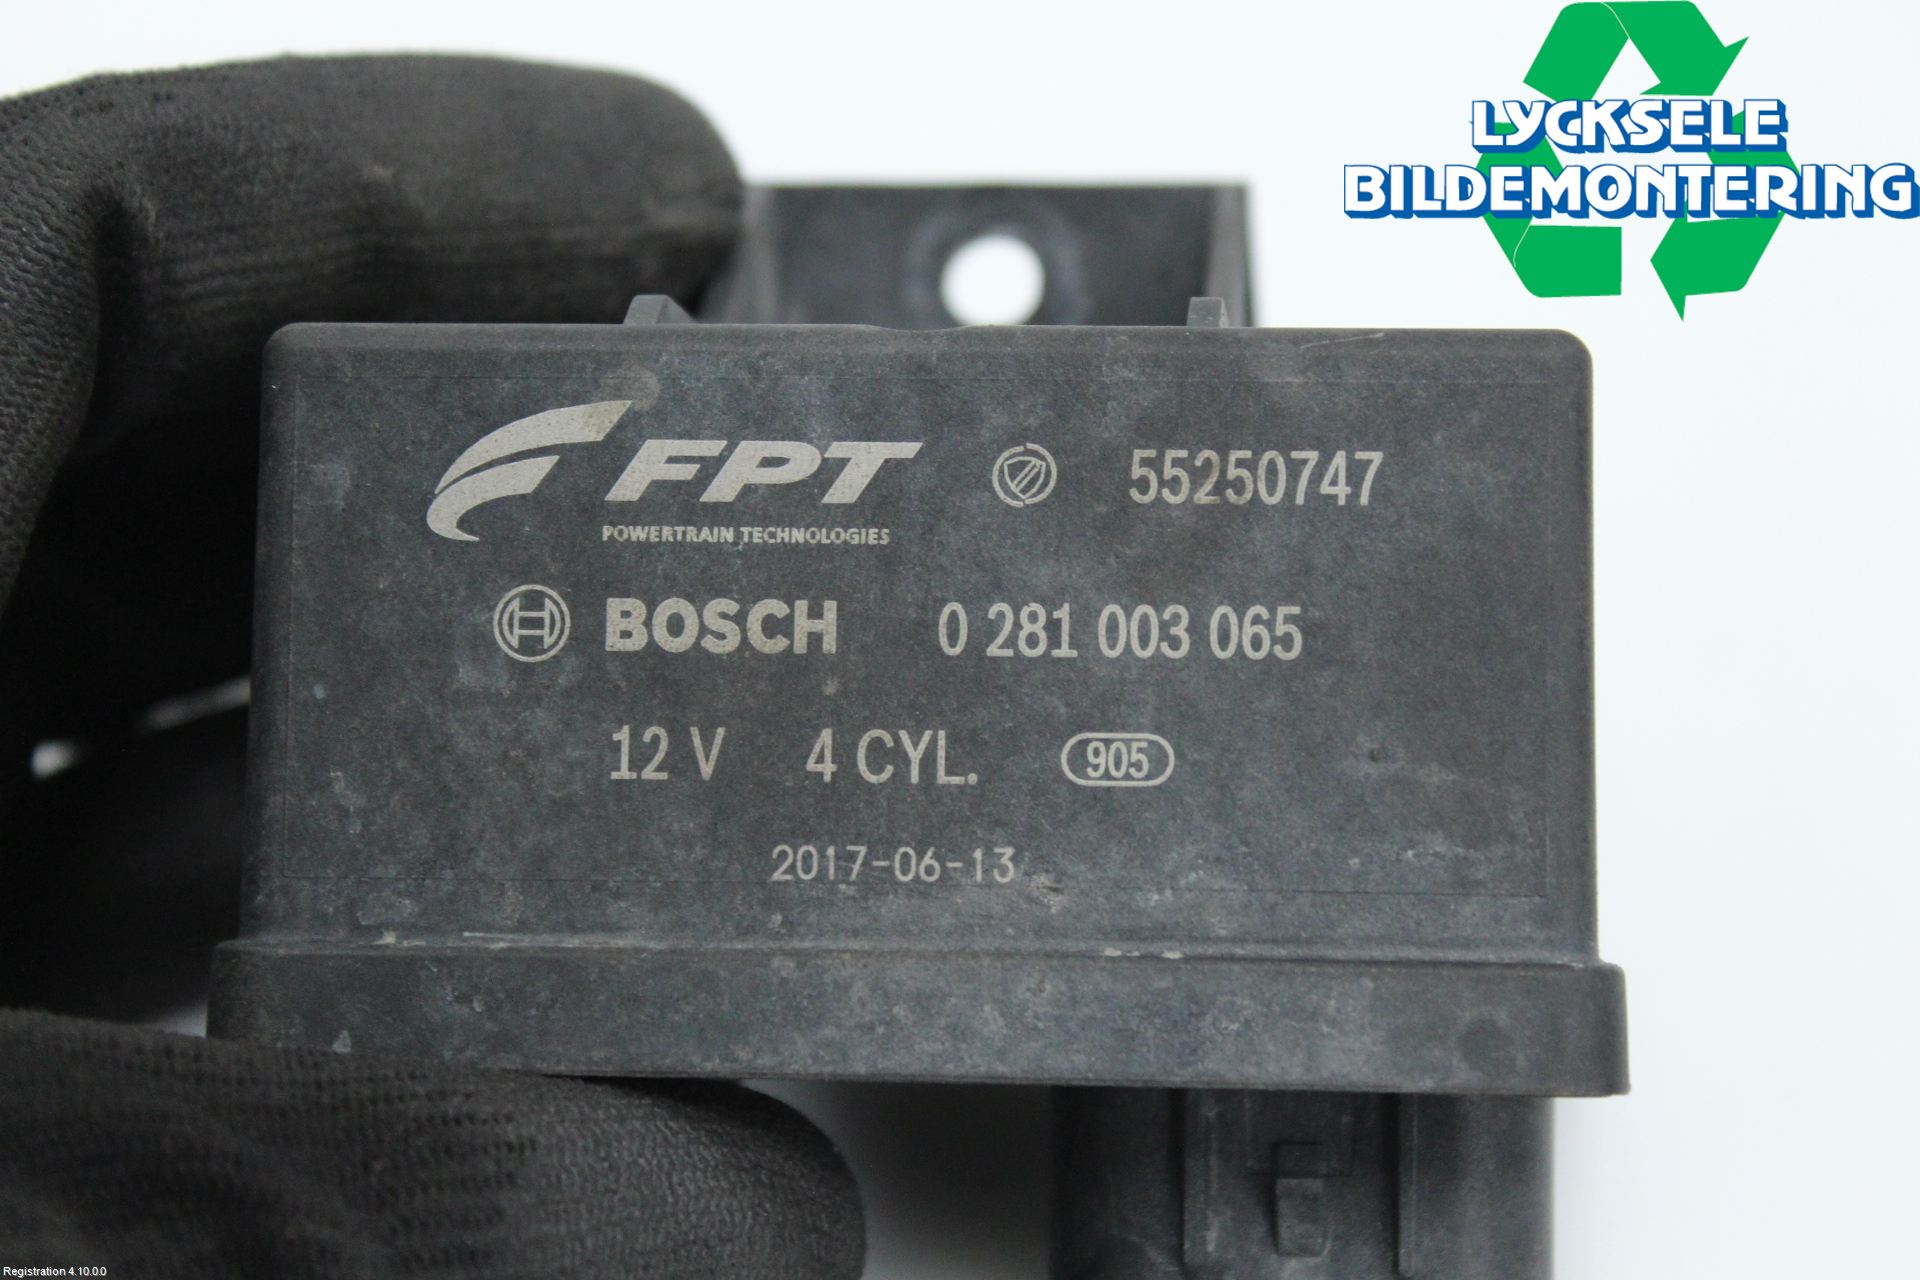 LYCKSELE
BILDEMONTERING
FPT 55250747
POWERTRAIN TECHNOLOGIES
BOSCH 0 281 003 065
12 V 4 CYL. 905
2017-06-13
Registration 4.10.0.0